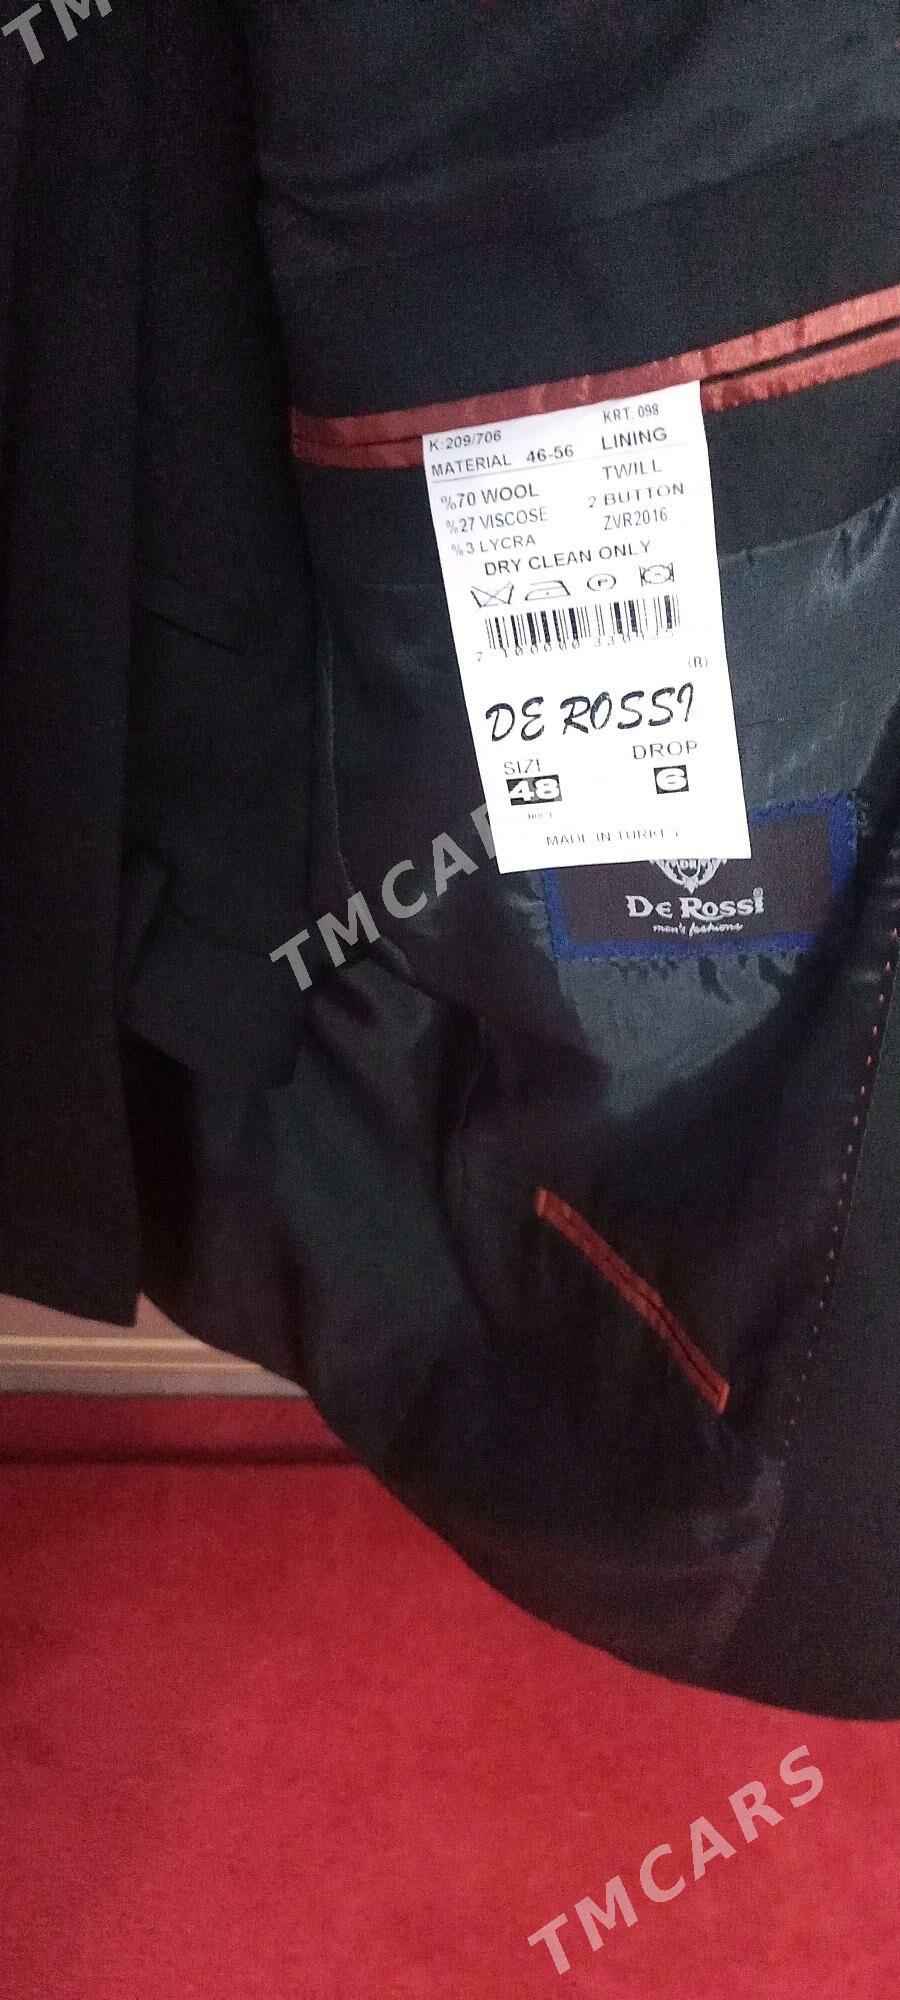 TM
K:209/706 KRT. 098
MATERIAL 46-56 LINING
%70 WOOL TWILL
%27 VISCOSE 2 BUTTON
%3 LYCRA ZVR2016
DRY CLEAN ONLY
P
(R)
DE ROSSI
SIZE DROP
48 6
MADE IN TURKEY
TMCARS
DR
De Rossi
men's fashions
TMCARS